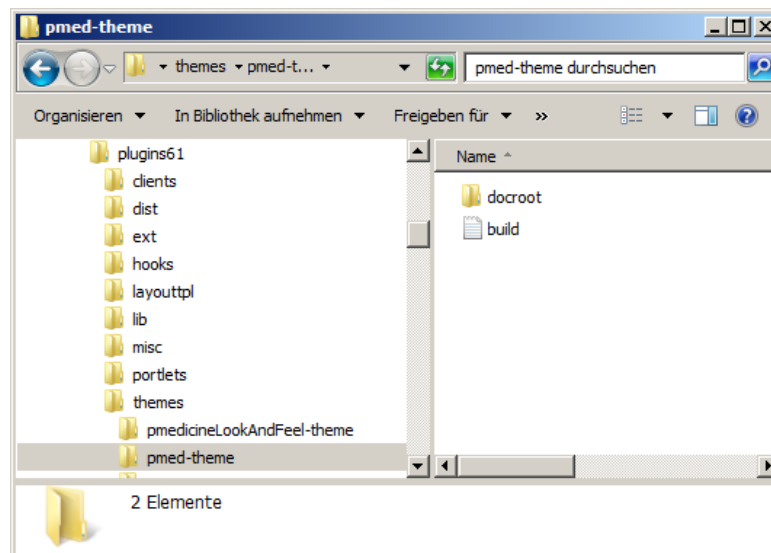 pmed-theme
themes pmed-t... pmed-theme durchsuchen
Organisieren In Bibliothek aufnehmen Freigeben für »
plugins61
clients
dist
ext
hooks
layouttpl
lib
misc
portlets
themes
pmedicineLookAndFeel-theme
pmed-theme
Name
docroot
build
2 Elemente